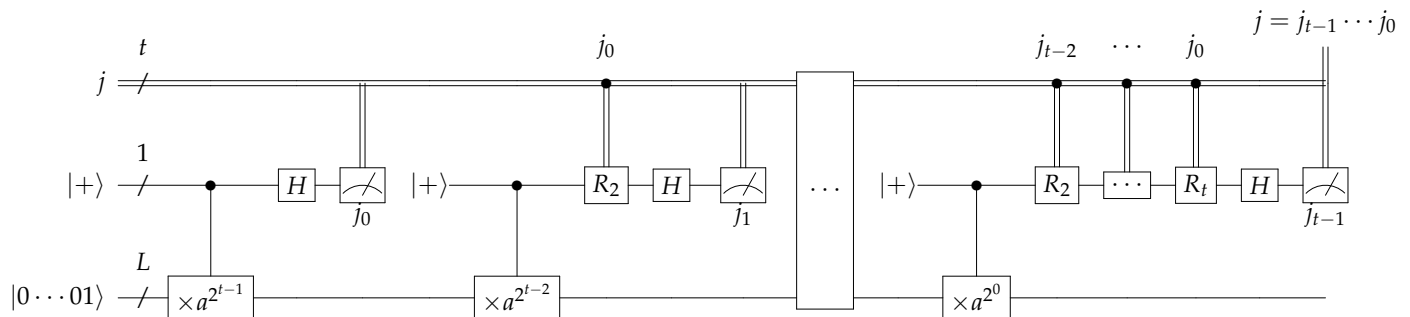 j = j_{t−1} ⋯ j_0
t j_0 j_{t−2} ⋯ j_0
j
1
|+⟩ H |+⟩ R_2 H ⋯ |+⟩ R_2 ⋯ R_t H
j_0 j_1 j_{t−1}
L
|0⋯01⟩ ×a^{2^{t−1}} ×a^{2^{t−2}} ×a^{2^0}